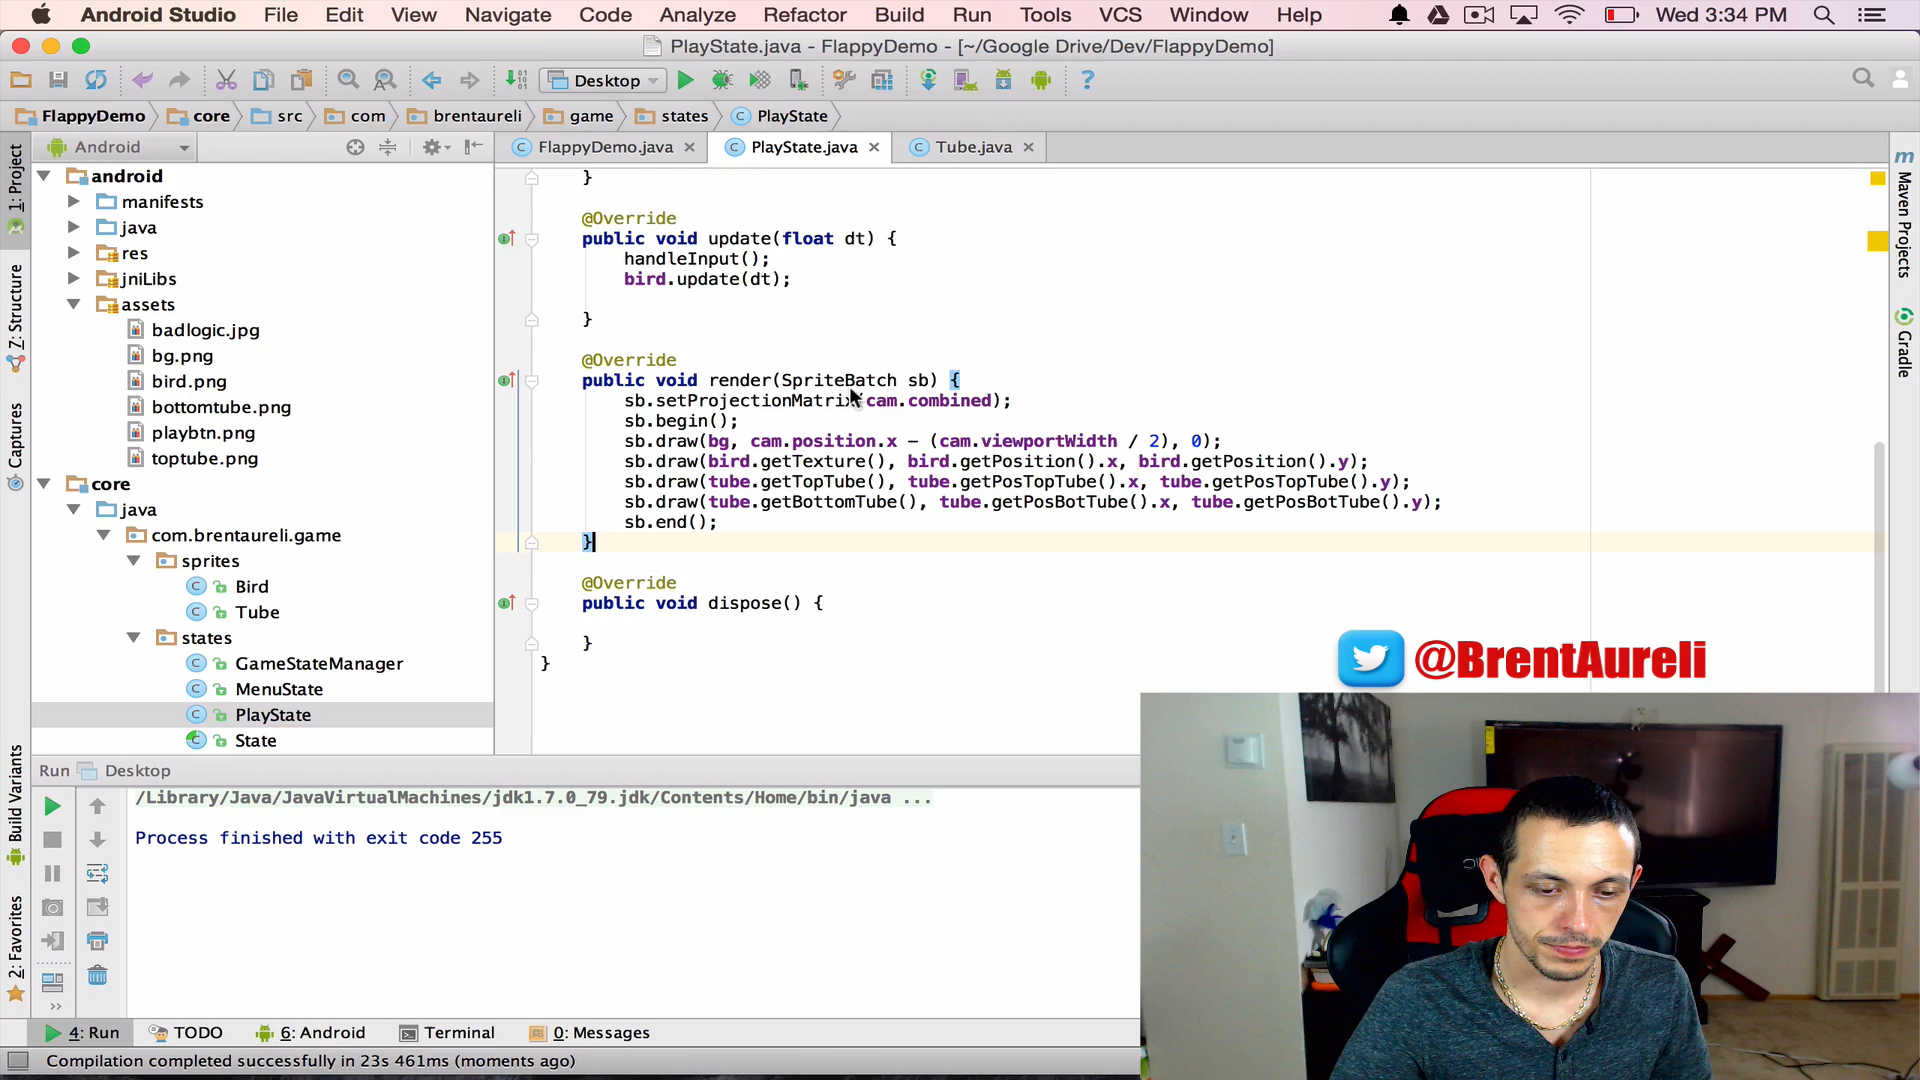 Android Studio File Edit View Navigate Code Analyze Refactor Build Run Tools VCS Window Help Wed 3:34 PM
PlayState.java - FlappyDemo - [~/Google Drive/Dev/FlappyDemo]
Desktop
FlappyDemo core src com brentaureli game states PlayState
Android
FlappyDemo.java PlayState.java Tube.java
1: Project
Z: Structure
Captures
Build Variants
2: Favorites
android
manifests
java
res
jniLibs
assets
badlogic.jpg
bg.png
bird.png
bottomtube.png
playbtn.png
toptube.png
core
java
com.brentaureli.game
sprites
Bird
Tube
states
GameStateManager
MenuState
PlayState
State
}
@Override
public void update(float dt) {
handleInput();
bird.update(dt);
}
@Override
public void render(SpriteBatch sb) {
sb.setProjectionMatrix(cam.combined);
sb.begin();
sb.draw(bg, cam.position.x - (cam.viewportWidth / 2), 0);
sb.draw(bird.getTexture(), bird.getPosition().x, bird.getPosition().y);
sb.draw(tube.getTopTube(), tube.getPosTopTube().x, tube.getPosTopTube().y);
sb.draw(tube.getBottomTube(), tube.getPosBotTube().x, tube.getPosBotTube().y);
sb.end();
}
@Override
public void dispose() {
}
}
m Maven Projects
Gradle
@BrentAureli
Run Desktop
/Library/Java/JavaVirtualMachines/jdk1.7.0_79.jdk/Contents/Home/bin/java ...
Process finished with exit code 255
4: Run TODO 6: Android Terminal 0: Messages
Compilation completed successfully in 23s 461ms (moments ago)